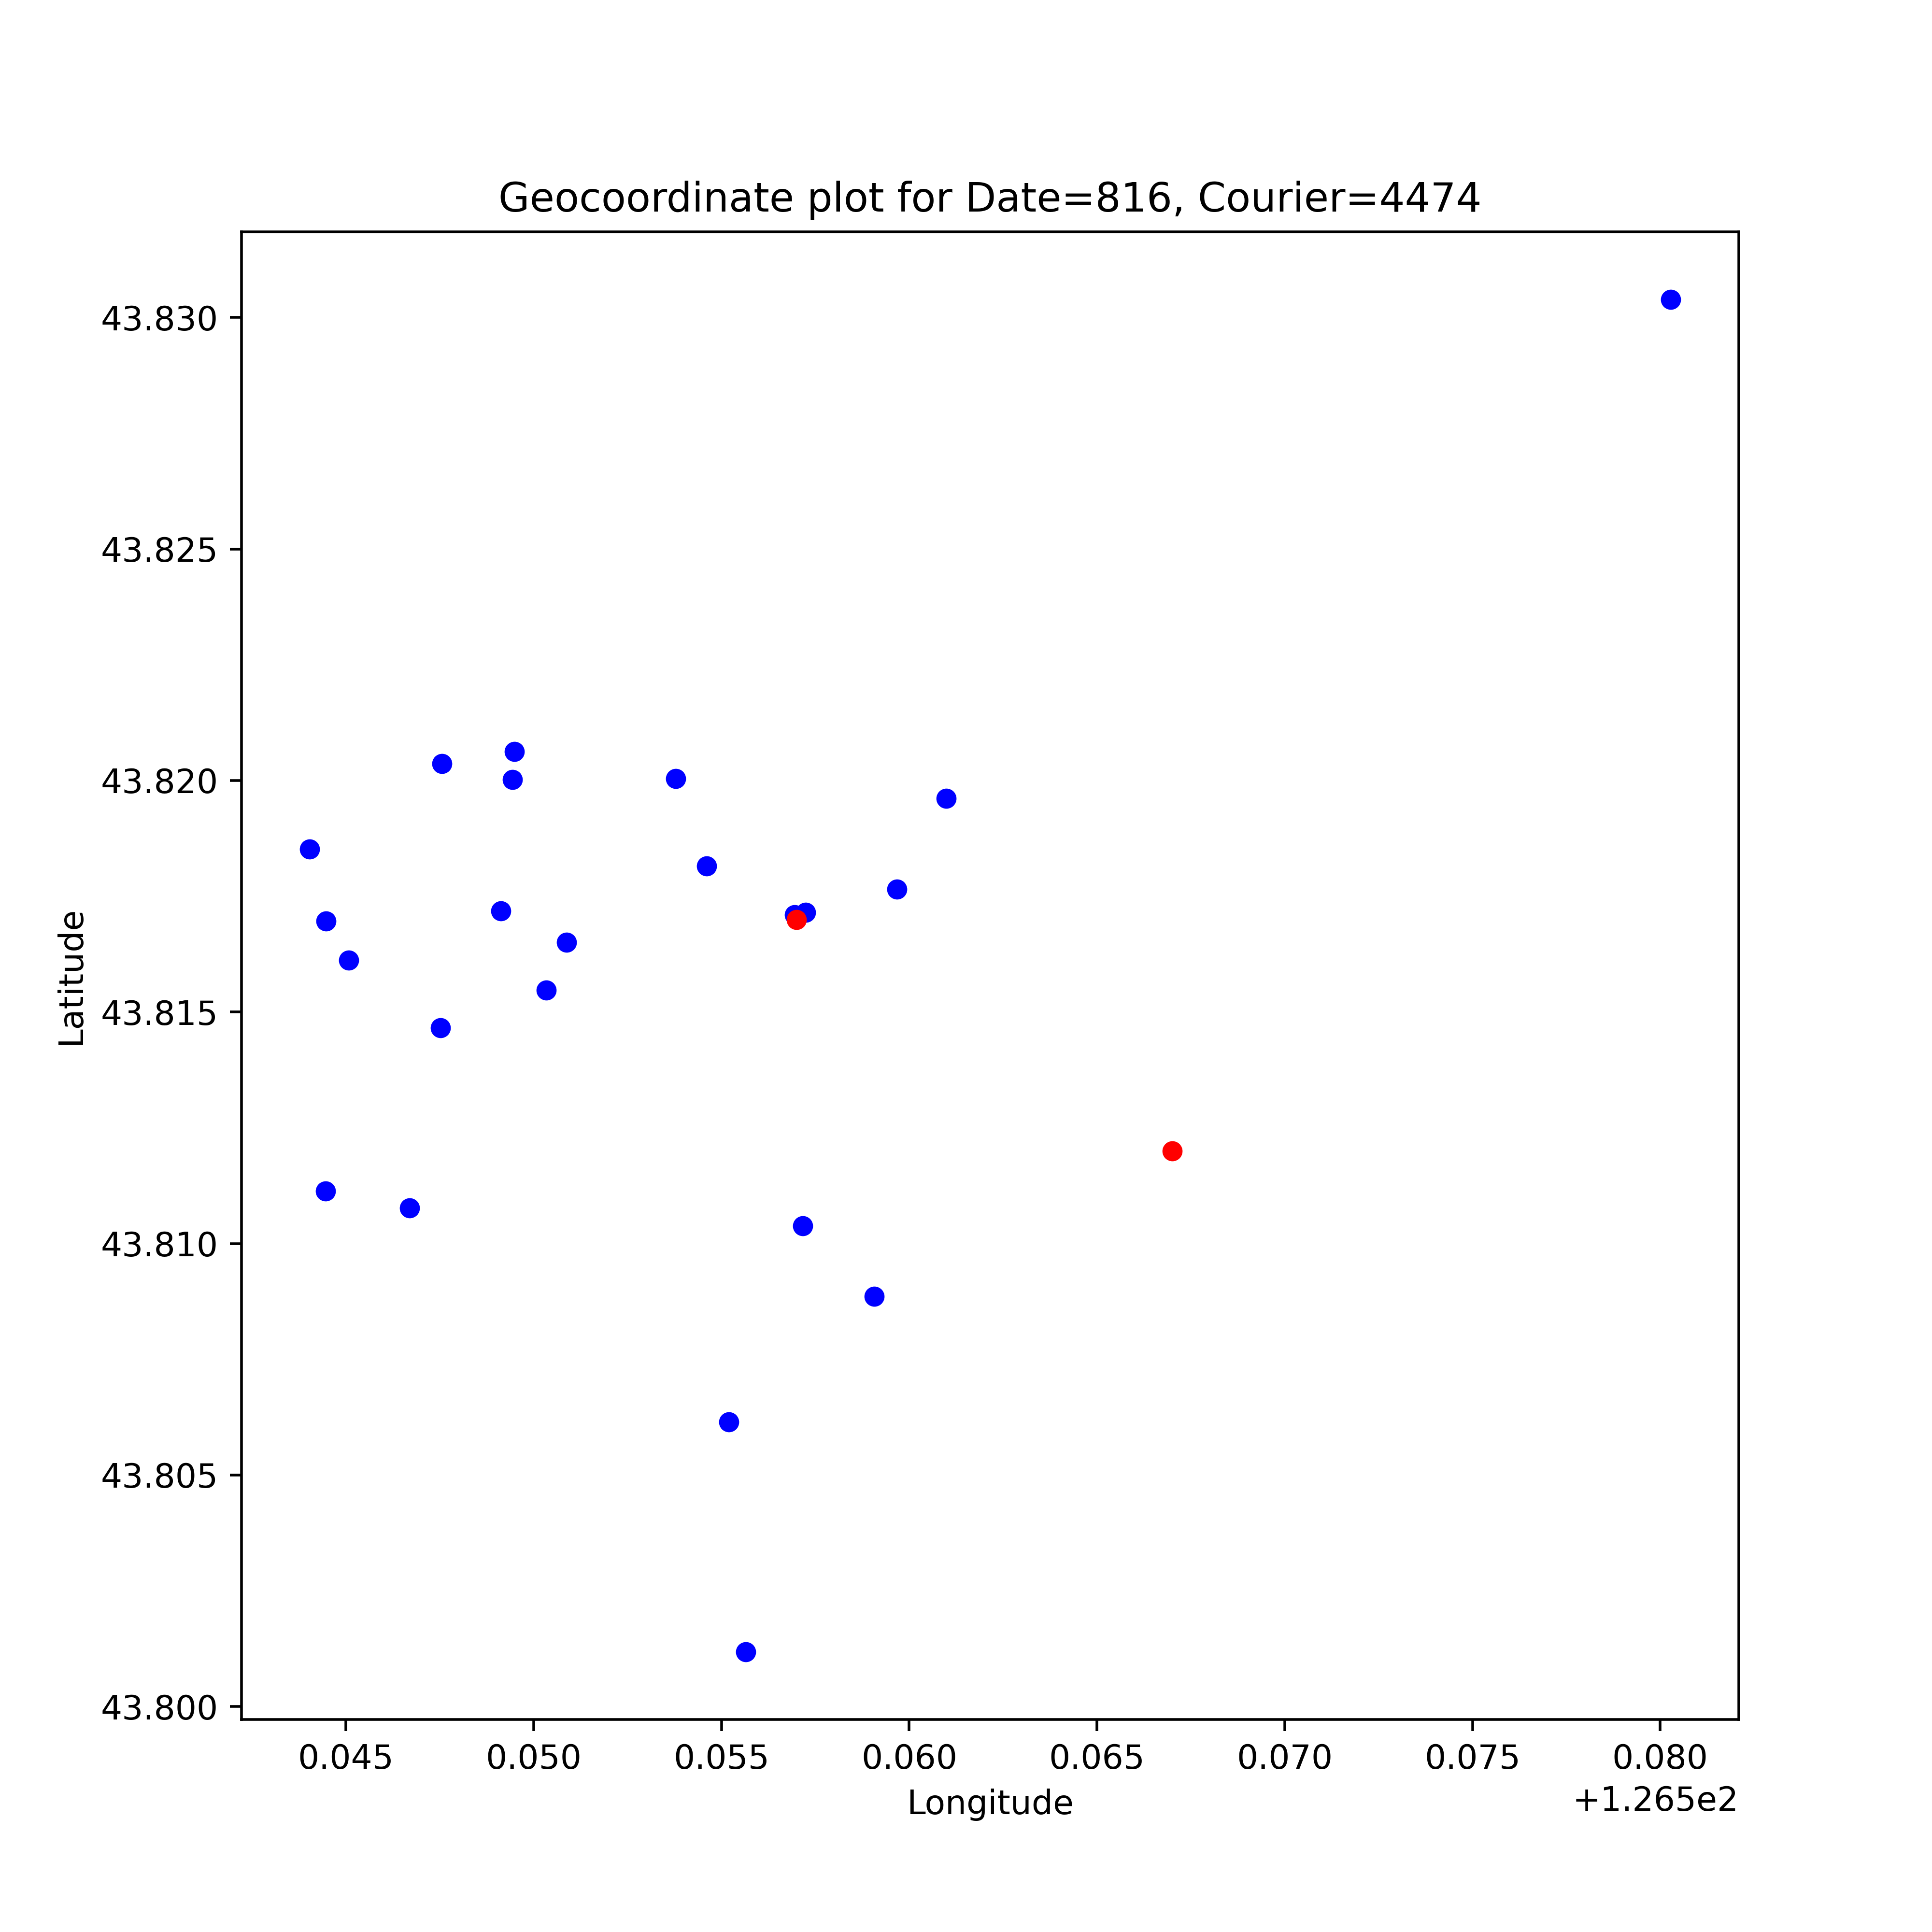 Geocoordinate plot for Date=816, Courier=4474
43.830
43.825
43.820
43.815
43.810
43.805
43.800
Latitude
0.045 0.050 0.055 0.060 0.065 0.070 0.075 0.080
Longitude
+1.265e2